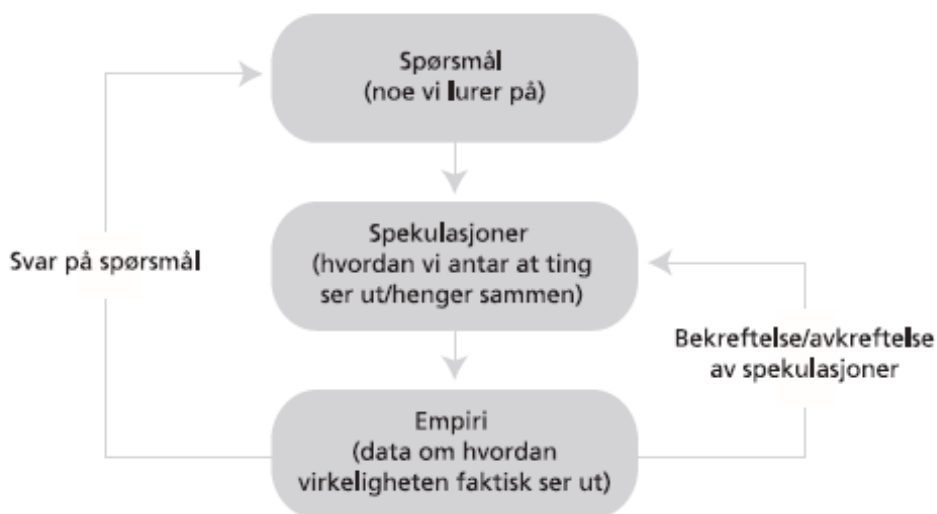 Spørsmål
(noe vi lurer på)
Svar på spørsmål
Spekulasjoner
(hvordan vi antar at ting
ser ut/henger sammen)
Bekreftelse/avkreftelse
av spekulasjoner
Empiri
(data om hvordan
virkeligheten faktisk ser ut)